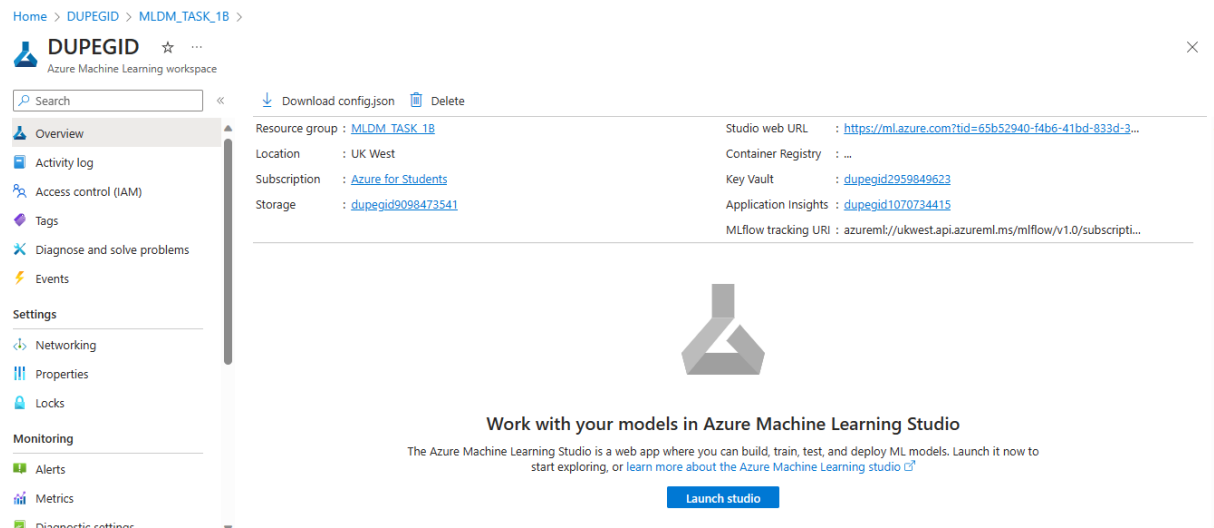 Home > DUPEGID > MLDM_TASK_1B >
DUPEGID
Azure Machine Learning workspace
Search
Overview
Activity log
Access control (IAM)
Tags
Diagnose and solve problems
Events
Settings
Networking
Properties
Locks
Monitoring
Alerts
Metrics
Diagnostic settings
Download config.json Delete
Resource group : MLDM_TASK_1B
Location : UK West
Subscription : Azure for Students
Storage : dupegid9098473541
Studio web URL : https://ml.azure.com?tid=65b52940-f4b6-41bd-833d-3...
Container Registry : ...
Key Vault : dupegid2959849623
Application Insights : dupegid1070734415
MLflow tracking URI : azureml://ukwest.api.azureml.ms/mlflow/v1.0/subscripti...
Work with your models in Azure Machine Learning Studio
The Azure Machine Learning Studio is a web app where you can build, train, test, and deploy ML models. Launch it now to
start exploring, or learn more about the Azure Machine Learning studio
Launch studio